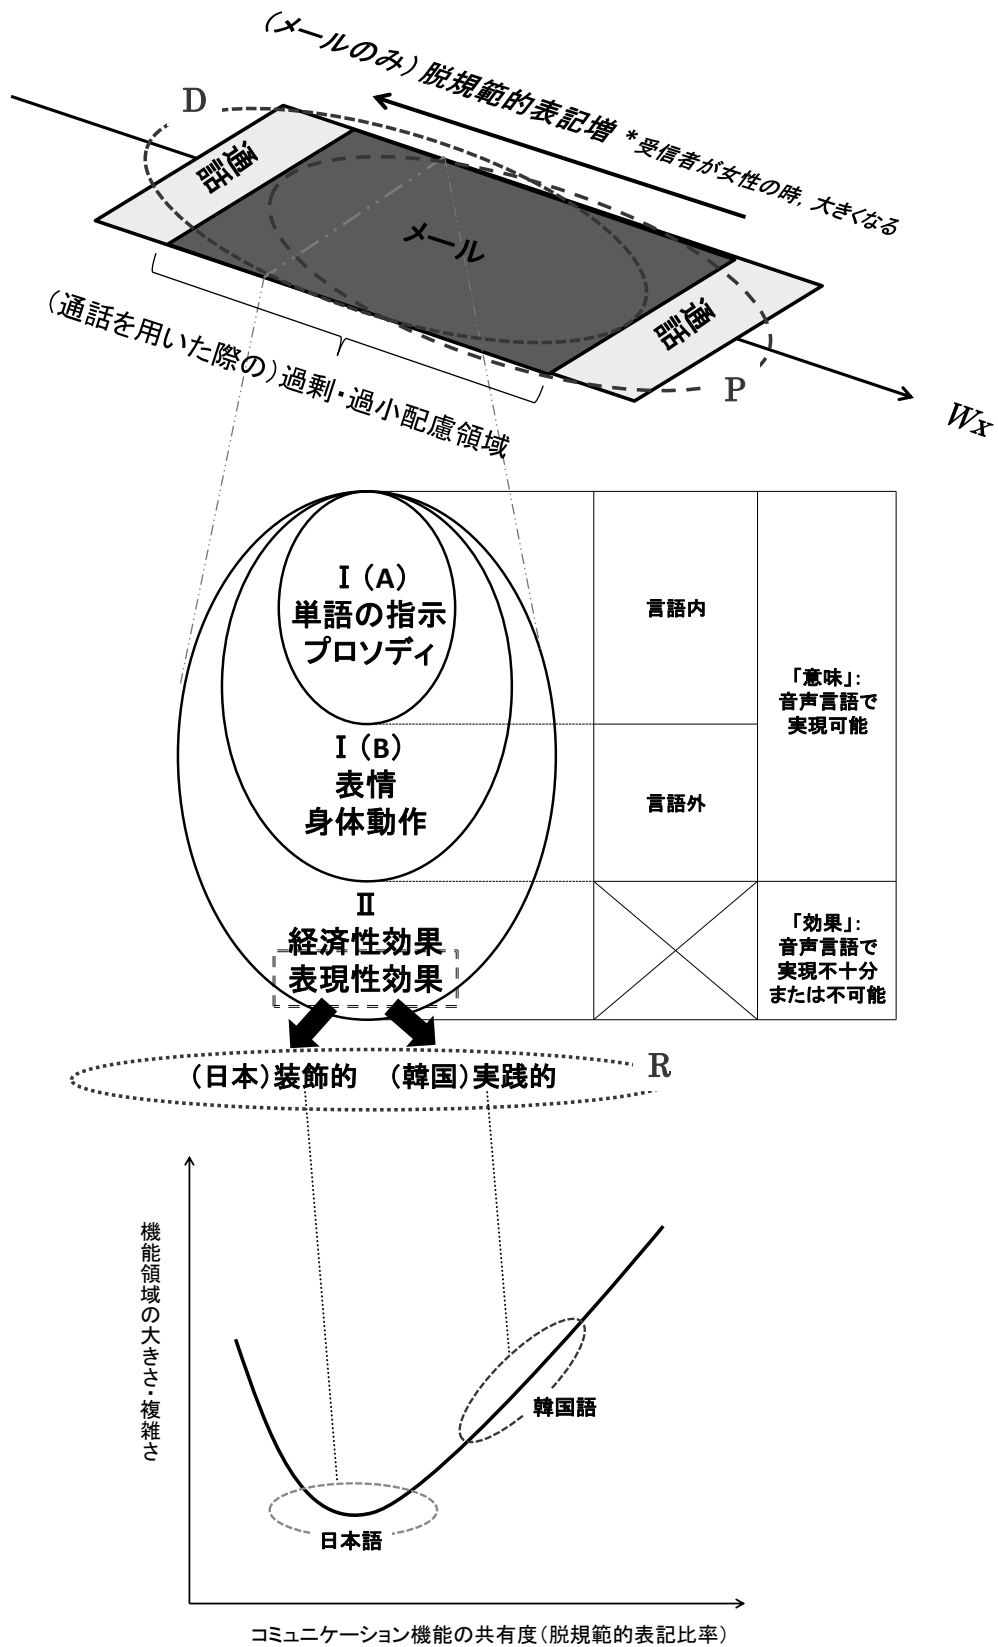 （メールのみ）脱規範的表記増 *受信者が女性の時，大きくなる
D
通話
メール
通話
P
Wx
（通話を用いた際の）過剰・過小配慮領域
Ⅰ（A）
単語の指示
プロソディ
言語内
「意味」：
音声言語で
実現可能
Ⅰ（B）
表情
身体動作
言語外
Ⅱ
経済性効果
表現性効果
「効果」：
音声言語で
実現不十分
または不可能
R
（日本）装飾的　（韓国）実践的
機能領域の大きさ・複雑さ
韓国語
日本語
コミュニケーション機能の共有度（脱規範的表記比率）